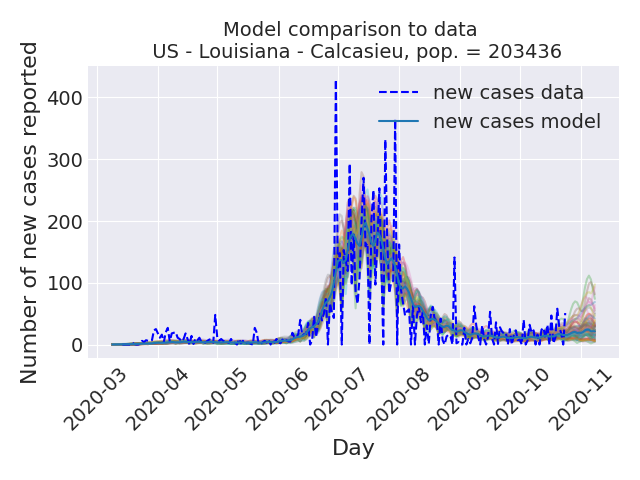 Model comparison to data
US - Louisiana - Calcasieu, pop. = 203436
new cases data
new cases model
Number of new cases reported
400
300
200
100
0
2020-03
2020-04
2020-05
2020-06
2020-07
2020-08
2020-09
2020-10
2020-11
Day